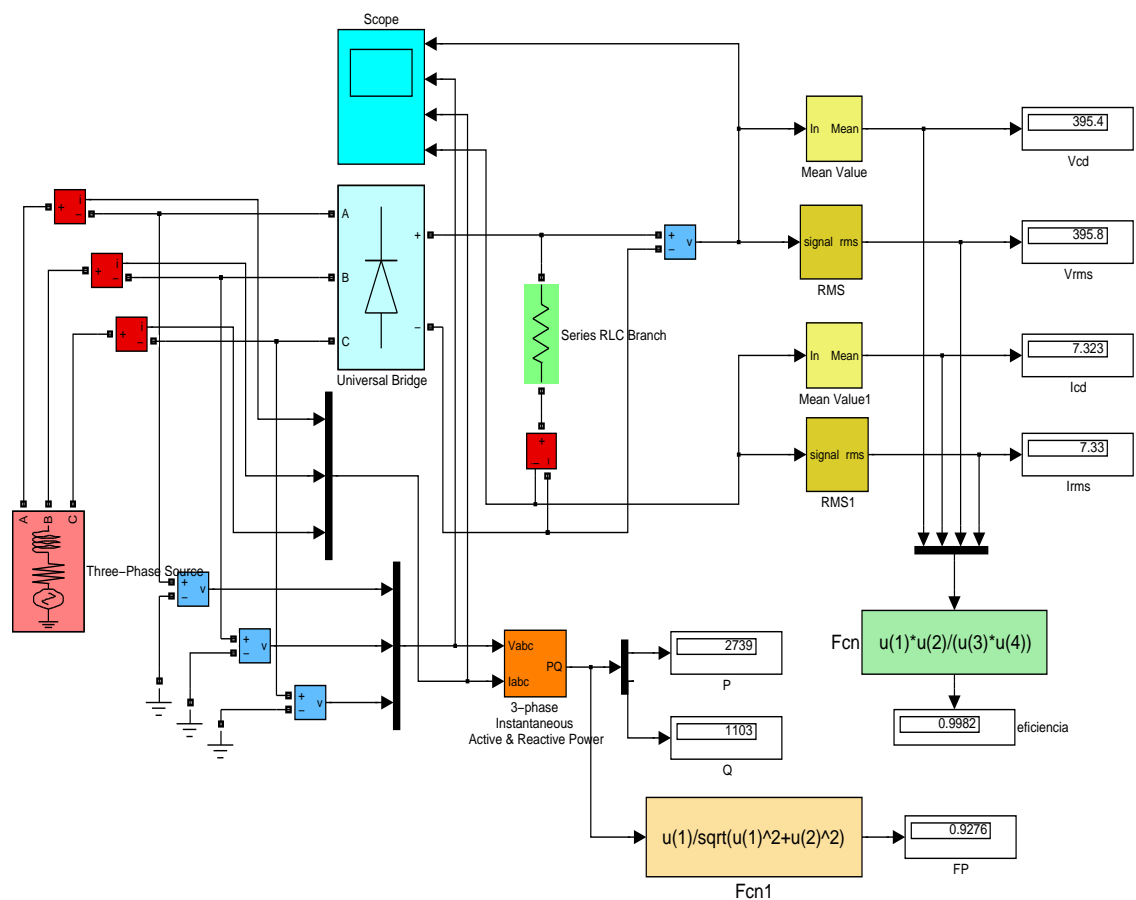 Scope
In Mean
Mean Value
395.4
Vcd
signal rms
RMS
395.8
Vrms
In Mean
Mean Value1
7.323
Icd
signal rms
RMS1
7.33
Irms
+ i
−
+ i
−
+ i
−
A
B
C
+
−
Universal Bridge
Series RLC Branch
+
−
v
+ −
i
A
B
C
Three−Phase Source
+
−
v
+
−
v
+
−
v
Vabc
Iabc
PQ
3−phase
Instantaneous
Active & Reactive Power
2739
P
1103
Q
Fcn
u(1)*u(2)/(u(3)*u(4))
0.9982
eficiencia
u(1)/sqrt(u(1)^2+u(2)^2)
Fcn1
0.9276
FP